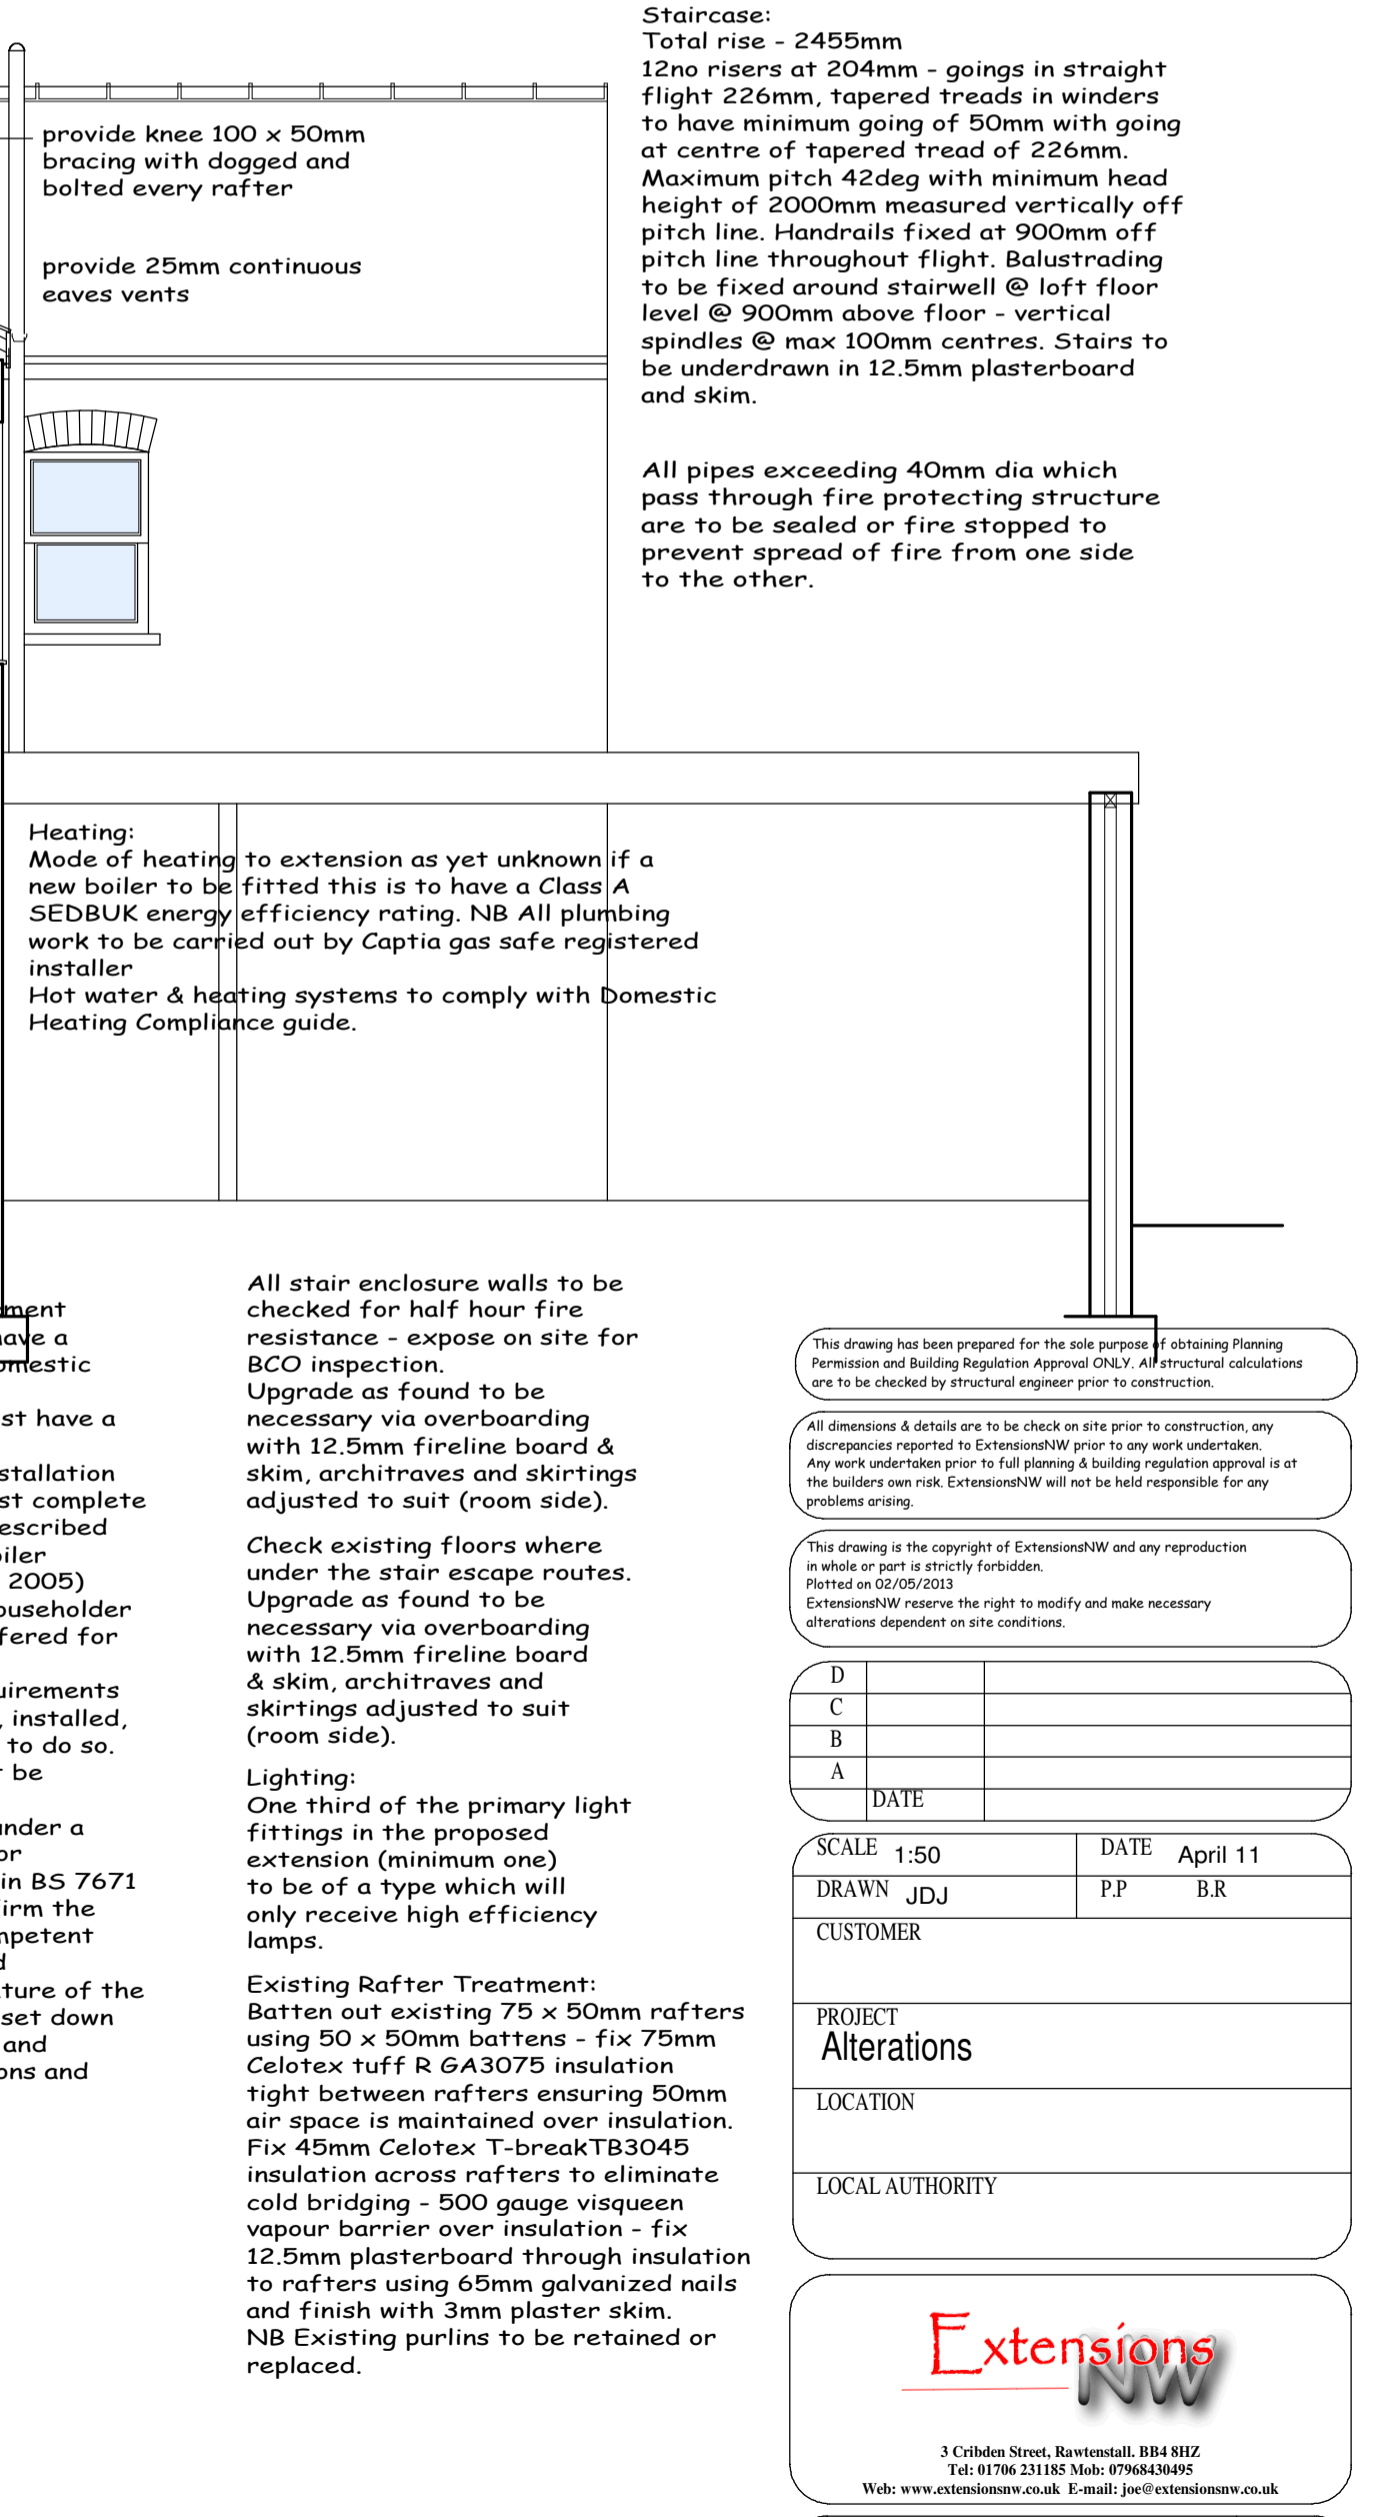 Staircase:
Total rise - 2455mm
12no risers at 204mm - goings in straight
flight 226mm, tapered treads in winders
to have minimum going of 50mm with going
at centre of tapered tread of 226mm.
Maximum pitch 42deg with minimum head
height of 2000mm measured vertically off
pitch line. Handrails fixed at 900mm off
pitch line throughout flight. Balustrading
to be fixed around stairwell @ loft floor
level @ 900mm above floor - vertical
spindles @ max 100mm centres. Stairs to
be underdrawn in 12.5mm plasterboard
and skim.
All pipes exceeding 40mm dia which
pass through fire protecting structure
are to be sealed or fire stopped to
prevent spread of fire from one side
to the other.
provide knee 100 x 50mm
bracing with dogged and
bolted every rafter
provide 25mm continuous
eaves vents
Heating:
Mode of heating to extension as yet unknown if a
new boiler to be fitted this is to have a Class A
SEDBUK energy efficiency rating. NB All plumbing
work to be carried out by Captia gas safe registered
installer
Hot water & heating systems to comply with Domestic
Heating Compliance guide.
have a
st have a
st complete
2005)
requirements
, installed,
to do so.
be
in BS 7671
the
ture of the
set down
and
and
All stair enclosure walls to be
checked for half hour fire
resistance - expose on site for
BCO inspection.
Upgrade as found to be
necessary via overboarding
with 12.5mm fireline board &
skim, architraves and skirtings
adjusted to suit (room side).
Check existing floors where
under the stair escape routes.
Upgrade as found to be
necessary via overboarding
with 12.5mm fireline board
& skim, architraves and
skirtings adjusted to suit
(room side).
Lighting:
One third of the primary light
fittings in the proposed
extension (minimum one)
to be of a type which will
only receive high efficiency
lamps.
Existing Rafter Treatment:
Batten out existing 75 x 50mm rafters
using 50 x 50mm battens - fix 75mm
Celotex tuff R GA3075 insulation
tight between rafters ensuring 50mm
air space is maintained over insulation.
Fix 45mm Celotex T-breakTB3045
insulation across rafters to eliminate
cold bridging - 500 gauge visqueen
vapour barrier over insulation - fix
12.5mm plasterboard through insulation
to rafters using 65mm galvanized nails
and finish with 3mm plaster skim.
NB Existing purlins to be retained or
replaced.
This drawing has been prepared for the sole purpose of obtaining Planning
Permission and Building Regulation Approval ONLY. All structural calculations
are to be checked by structural engineer prior to construction.
All dimensions & details are to be check on site prior to construction, any
discrepancies reported to ExtensionsNW prior to any work undertaken.
Any work undertaken prior to full planning & building regulation approval is at
the builders own risk. ExtensionsNW will not be held responsible for any
problems arising.
This drawing is the copyright of ExtensionsNW and any reproduction
in whole or part is strictly forbidden.
Plotted on 02/05/2013
ExtensionsNW reserve the right to modify and make necessary
alterations dependent on site conditions.
D
C
B
A
DATE
SCALE 1:50 DATE April 11
DRAWN JDJ P.P B.R
CUSTOMER
PROJECT
Alterations
LOCATION
LOCAL AUTHORITY
Extensions
NW
3 Cribden Street, Rawtenstall. BB4 8HZ
Tel: 01706 231185 Mob: 07968430495
Web: www.extensionsnw.co.uk E-mail: joe@extensionsnw.co.uk